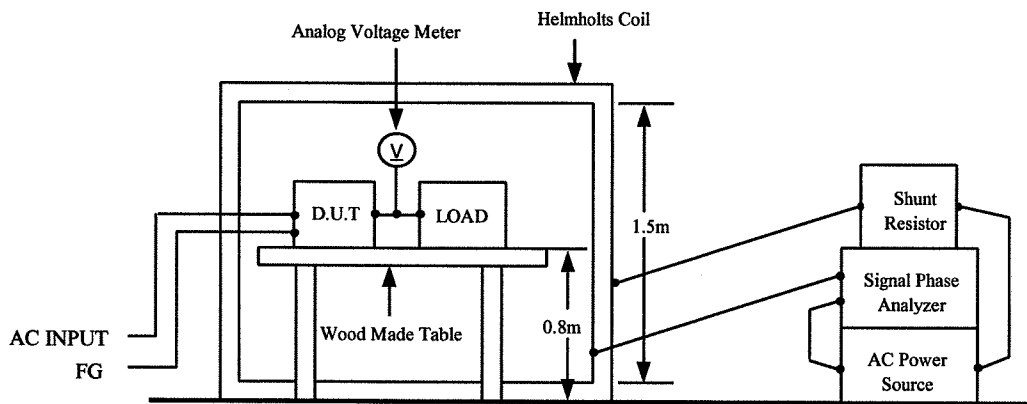 Helmholts Coil
Analog Voltage Meter
V
D.U.T
LOAD
1.5m
Shunt
Resistor
Signal Phase
Analyzer
0.8m
Wood Made Table
AC INPUT
FG
AC Power
Source